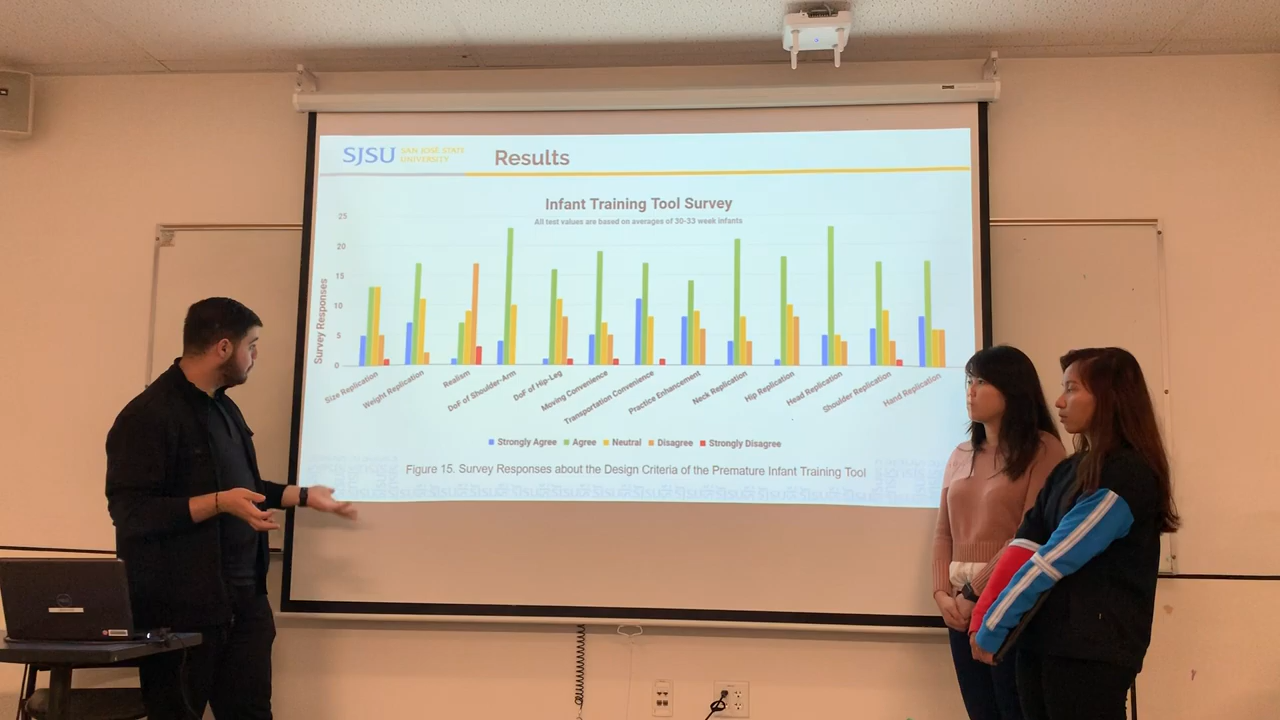 SJSU SAN JOSÉ STATE
UNIVERSITY
Results
Infant Training Tool Survey
All test values are based on averages of 30-33 week infants
Survey Responses
25
20
15
10
5
0
Size Replication
Weight Replication
Realism
DoF of Shoulder-Arm
DoF of Hip-Leg
Moving Convenience
Transportation Convenience
Practice Enhancement
Neck Replication
Hip Replication
Head Replication
Shoulder Replication
Hand Replication
Strongly Agree Agree Neutral Disagree Strongly Disagree
Figure 15. Survey Responses about the Design Criteria of the Premature Infant Training Tool